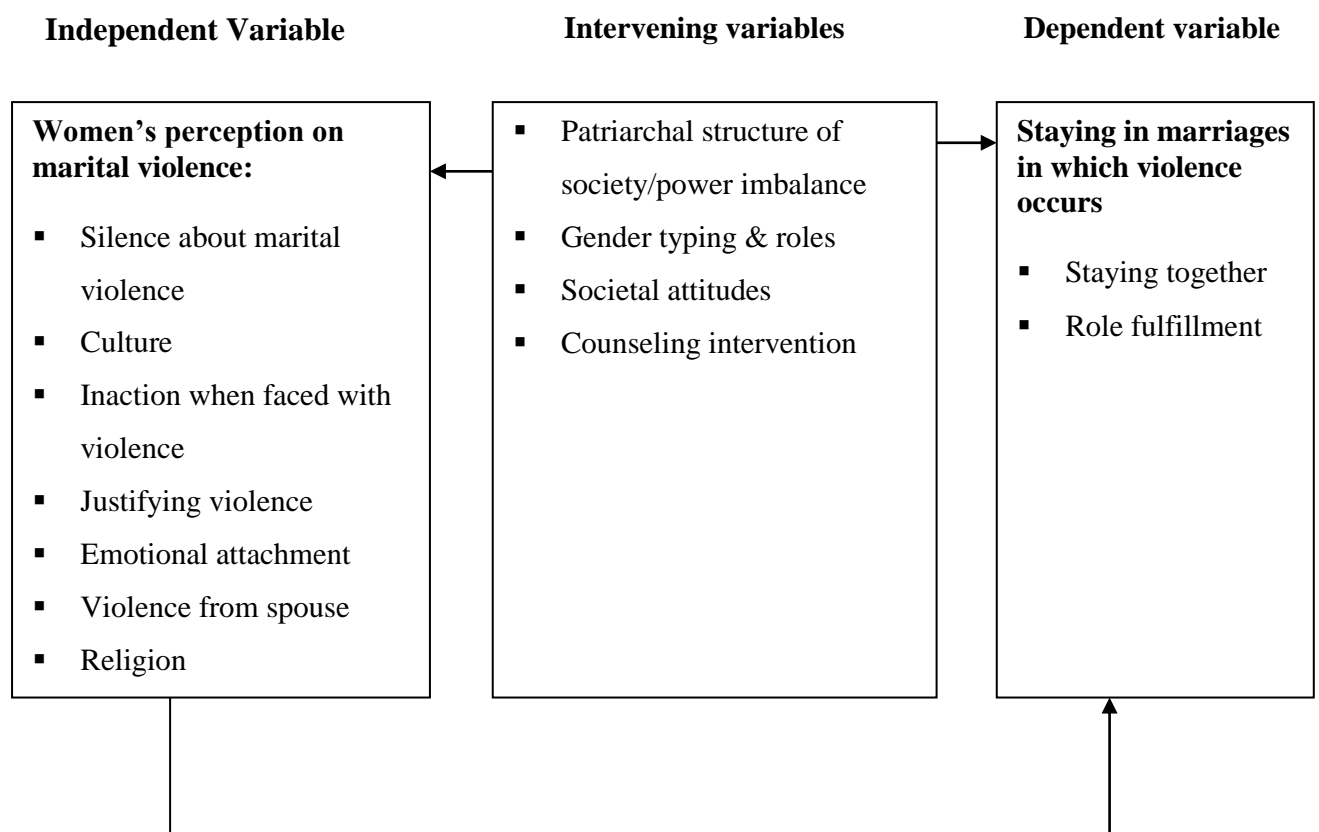 Independent Variable
Intervening variables
Dependent variable
Women's perception on
marital violence:
▪ Silence about marital
violence
▪ Culture
▪ Inaction when faced with
violence
▪ Justifying violence
▪ Emotional attachment
▪ Violence from spouse
▪ Religion
▪ Patriarchal structure of
society/power imbalance
▪ Gender typing & roles
▪ Societal attitudes
▪ Counseling intervention
Staying in marriages
in which violence
occurs
▪ Staying together
▪ Role fulfillment